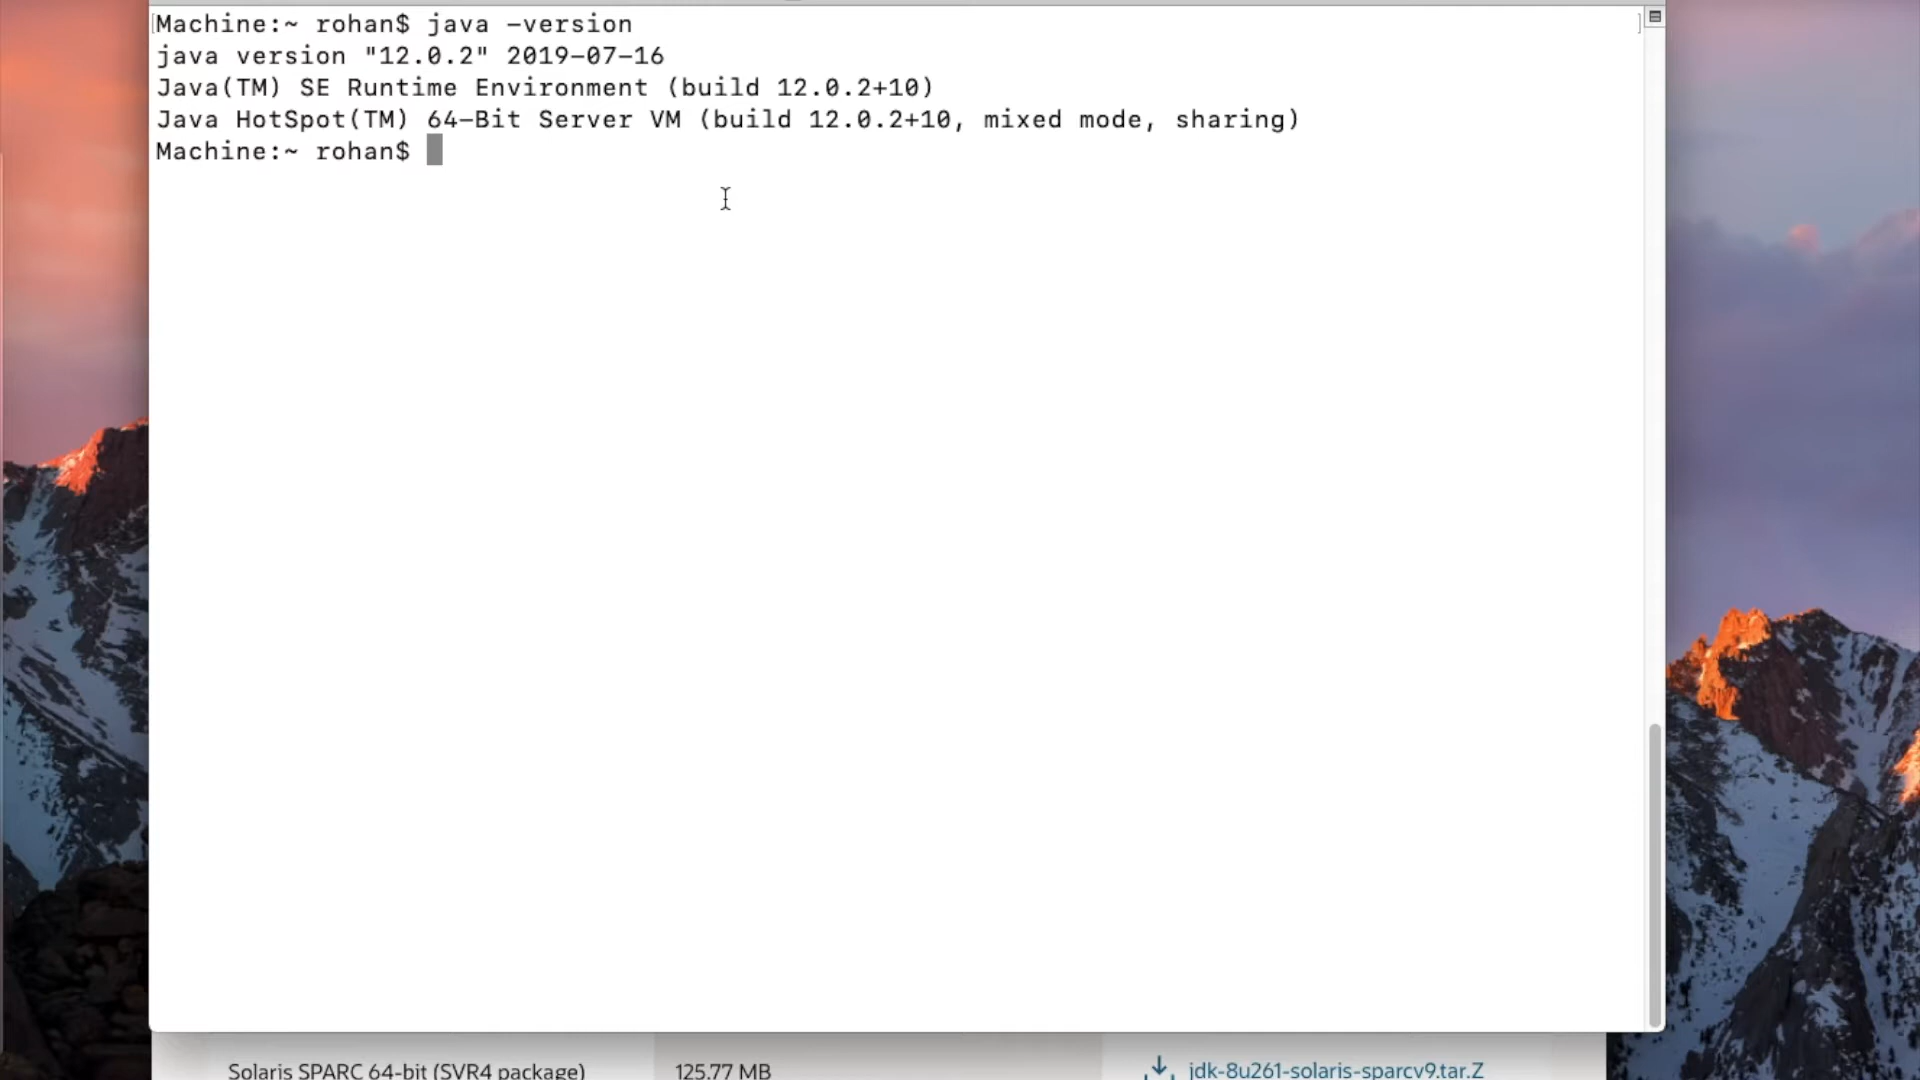 Machine:~ rohan$ java -version
java version "12.0.2" 2019-07-16
Java(TM) SE Runtime Environment (build 12.0.2+10)
Java HotSpot(TM) 64-Bit Server VM (build 12.0.2+10, mixed mode, sharing)
Machine:~ rohan$
Solaris SPARC 64-bit (SVR4 package) 125.77 MB jdk-8u261-solaris-sparcv9.tar.Z